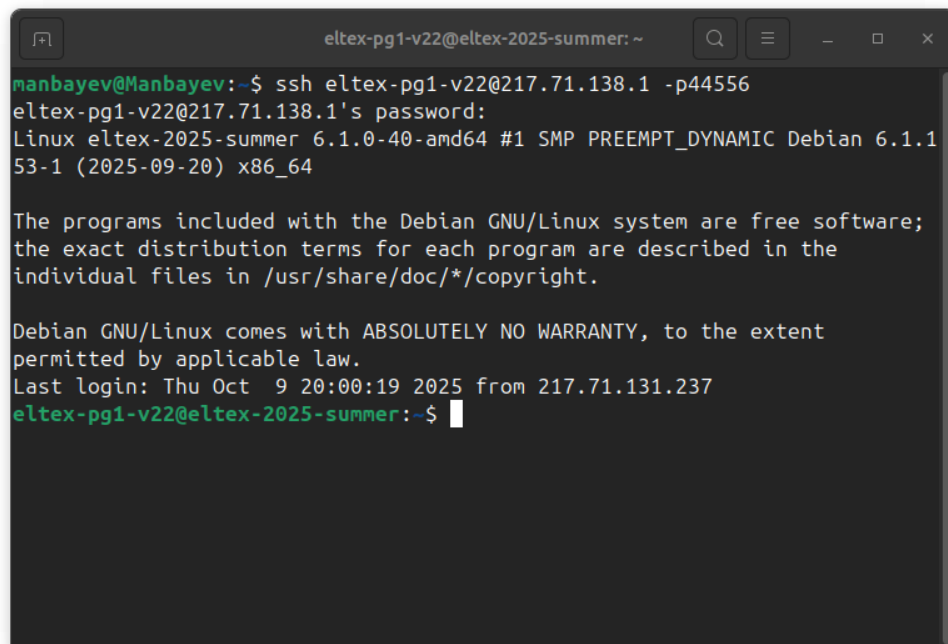 eltex-pg1-v22@eltex-2025-summer: ~
manbayev@Manbayev:~$ ssh eltex-pg1-v22@217.71.138.1 -p44556
eltex-pg1-v22@217.71.138.1's password:
Linux eltex-2025-summer 6.1.0-40-amd64 #1 SMP PREEMPT_DYNAMIC Debian 6.1.1
53-1 (2025-09-20) x86_64
The programs included with the Debian GNU/Linux system are free software;
the exact distribution terms for each program are described in the
individual files in /usr/share/doc/*/copyright.
Debian GNU/Linux comes with ABSOLUTELY NO WARRANTY, to the extent
permitted by applicable law.
Last login: Thu Oct  9 20:00:19 2025 from 217.71.131.237
eltex-pg1-v22@eltex-2025-summer:~$